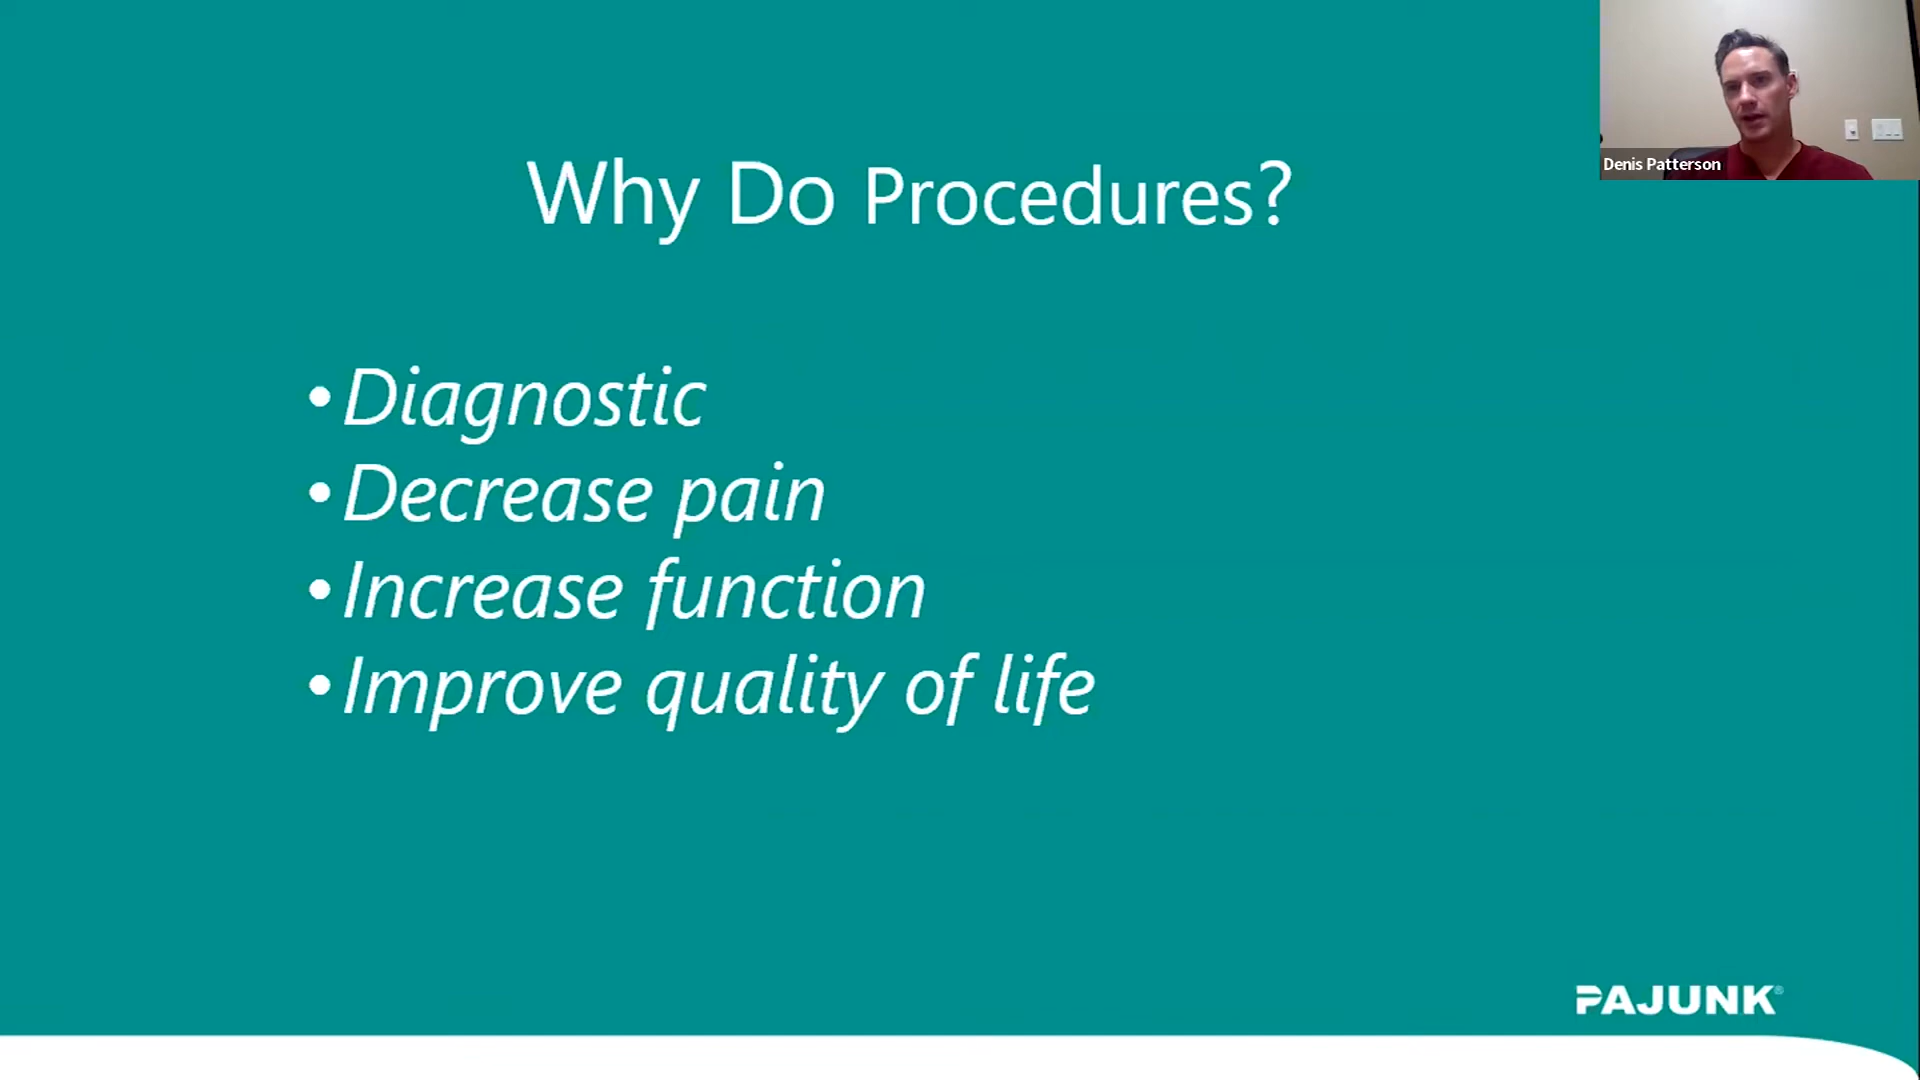 Why Do Procedures?
• Diagnostic
• Decrease pain
• Increase function
• Improve quality of life
Denis Patterson
PAJUNK®